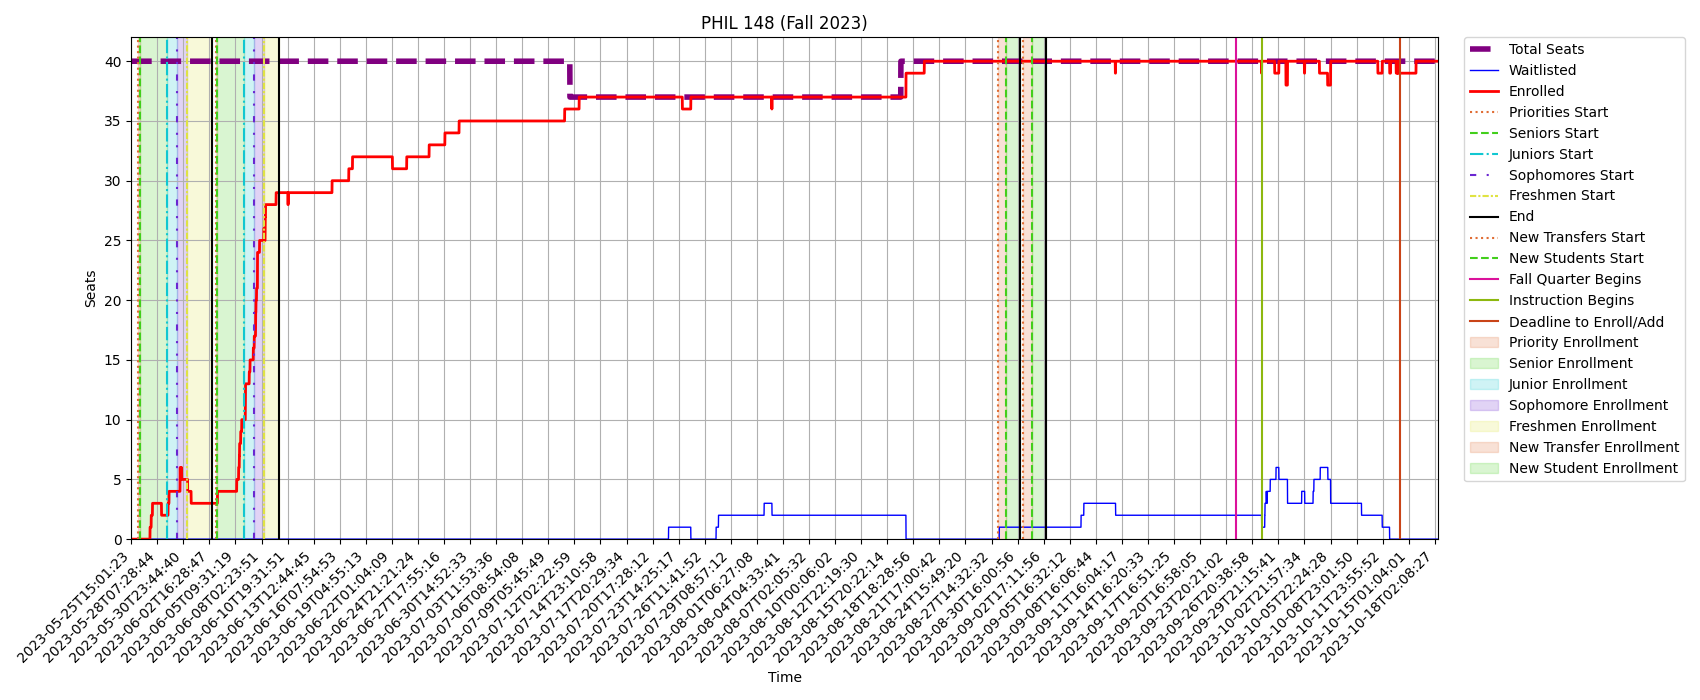 PHIL 148 (Fall 2023)
Seats
40
35
30
25
20
15
10
5
0
2023-05-25T15:01:23
2023-05-28T07:28:44
2023-05-30T23:44:40
2023-06-02T16:28:47
2023-06-05T09:31:19
2023-06-08T02:23:51
2023-06-10T19:31:51
2023-06-13T12:44:45
2023-06-16T07:54:53
2023-06-19T04:55:13
2023-06-22T01:04:09
2023-06-24T21:21:24
2023-06-27T17:55:16
2023-06-30T14:52:33
2023-07-03T11:53:36
2023-07-06T08:54:08
2023-07-09T05:45:49
2023-07-12T02:22:59
2023-07-14T23:10:58
2023-07-17T20:29:34
2023-07-20T17:28:12
2023-07-23T14:25:17
2023-07-26T11:41:52
2023-07-29T08:57:12
2023-08-01T06:27:08
2023-08-04T04:33:41
2023-08-07T02:05:32
2023-08-10T00:06:02
2023-08-12T22:19:30
2023-08-15T20:22:14
2023-08-18T18:28:56
2023-08-21T17:00:42
2023-08-24T15:49:20
2023-08-27T14:32:32
2023-08-30T16:00:56
2023-09-02T17:11:56
2023-09-05T16:32:12
2023-09-08T16:06:44
2023-09-11T16:04:17
2023-09-14T16:20:33
2023-09-17T16:51:25
2023-09-20T16:58:05
2023-09-23T20:21:02
2023-09-26T20:38:58
2023-09-29T21:15:41
2023-10-02T21:57:34
2023-10-05T22:24:28
2023-10-08T23:01:50
2023-10-11T23:55:52
2023-10-15T01:04:01
2023-10-18T02:08:27
Time
Total Seats
Waitlisted
Enrolled
Priorities Start
Seniors Start
Juniors Start
Sophomores Start
Freshmen Start
End
New Transfers Start
New Students Start
Fall Quarter Begins
Instruction Begins
Deadline to Enroll/Add
Priority Enrollment
Senior Enrollment
Junior Enrollment
Sophomore Enrollment
Freshmen Enrollment
New Transfer Enrollment
New Student Enrollment